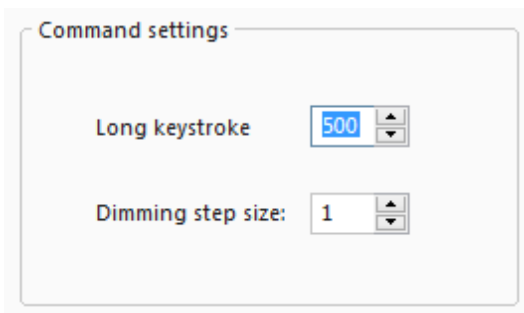 Command settings
Long keystroke 500
Dimming step size: 1